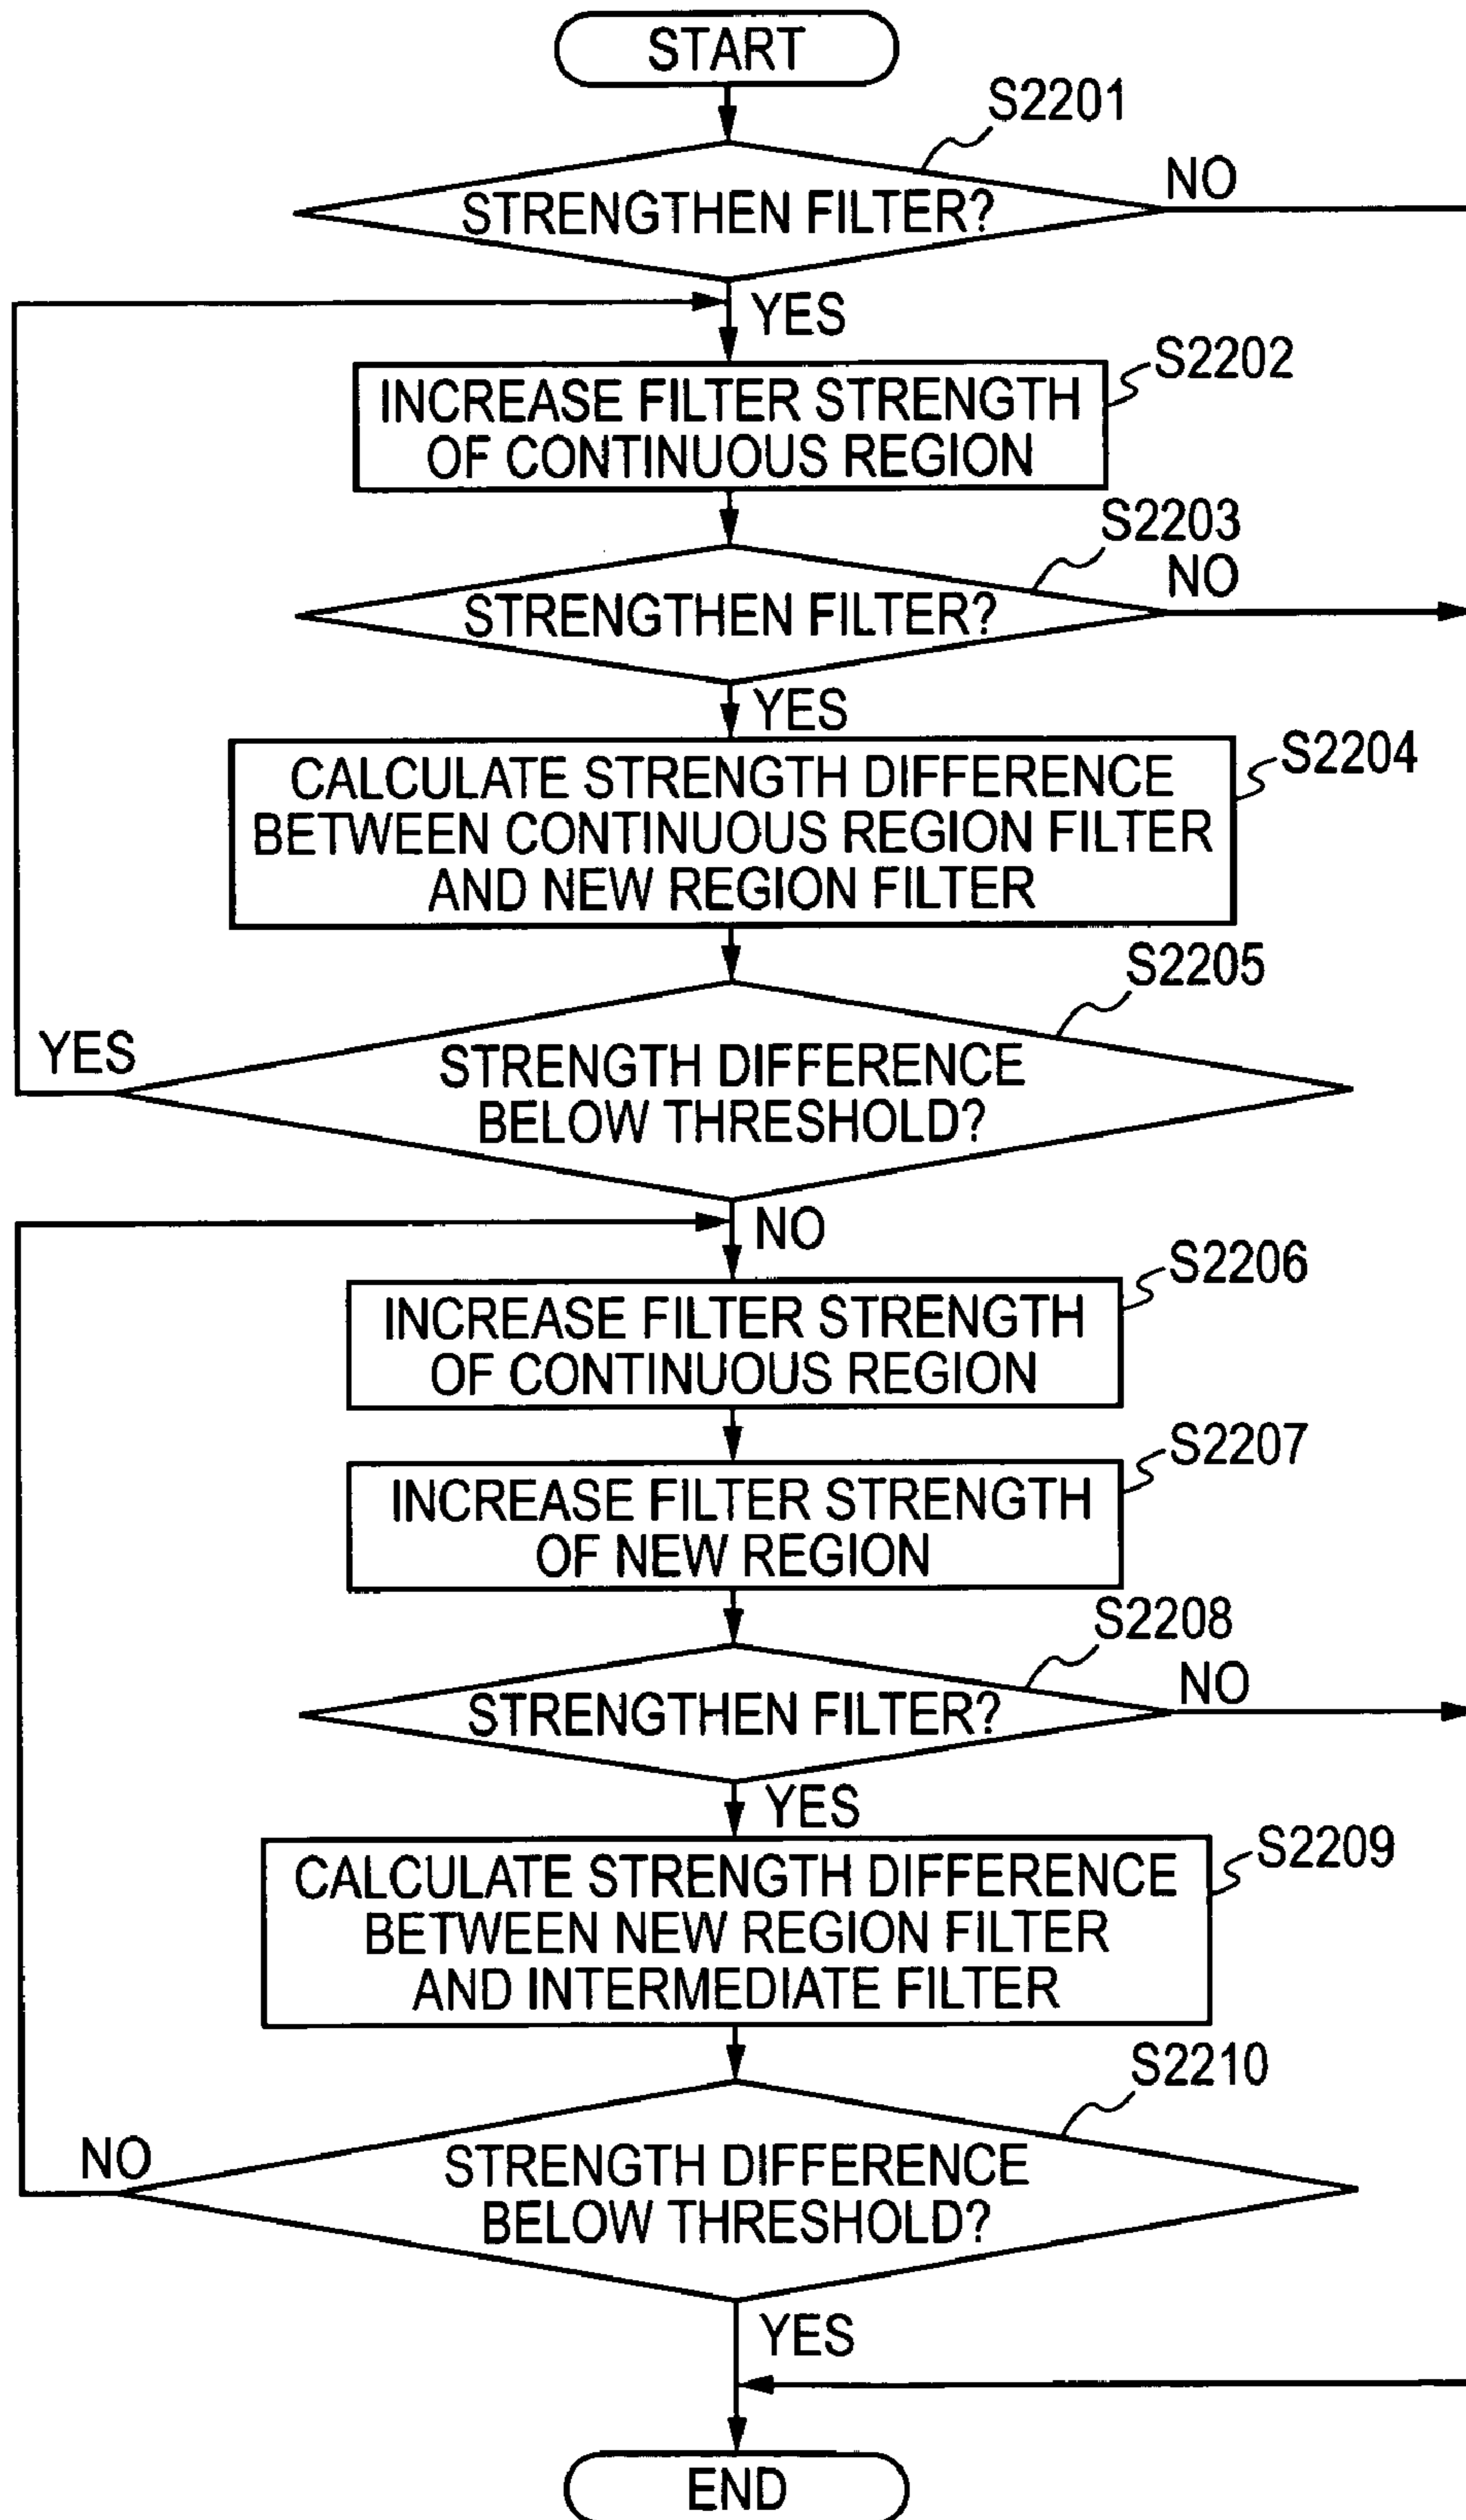 START
S2201
STRENGTHEN FILTER?
NO
YES
S2202
INCREASE FILTER STRENGTH
OF CONTINUOUS REGION
S2203
STRENGTHEN FILTER?
NO
YES
S2204
CALCULATE STRENGTH DIFFERENCE
BETWEEN CONTINUOUS REGION FILTER
AND NEW REGION FILTER
S2205
YES
STRENGTH DIFFERENCE
BELOW THRESHOLD?
NO
S2206
INCREASE FILTER STRENGTH
OF CONTINUOUS REGION
S2207
INCREASE FILTER STRENGTH
OF NEW REGION
S2208
STRENGTHEN FILTER?
NO
YES
S2209
CALCULATE STRENGTH DIFFERENCE
BETWEEN NEW REGION FILTER
AND INTERMEDIATE FILTER
S2210
NO
STRENGTH DIFFERENCE
BELOW THRESHOLD?
YES
END